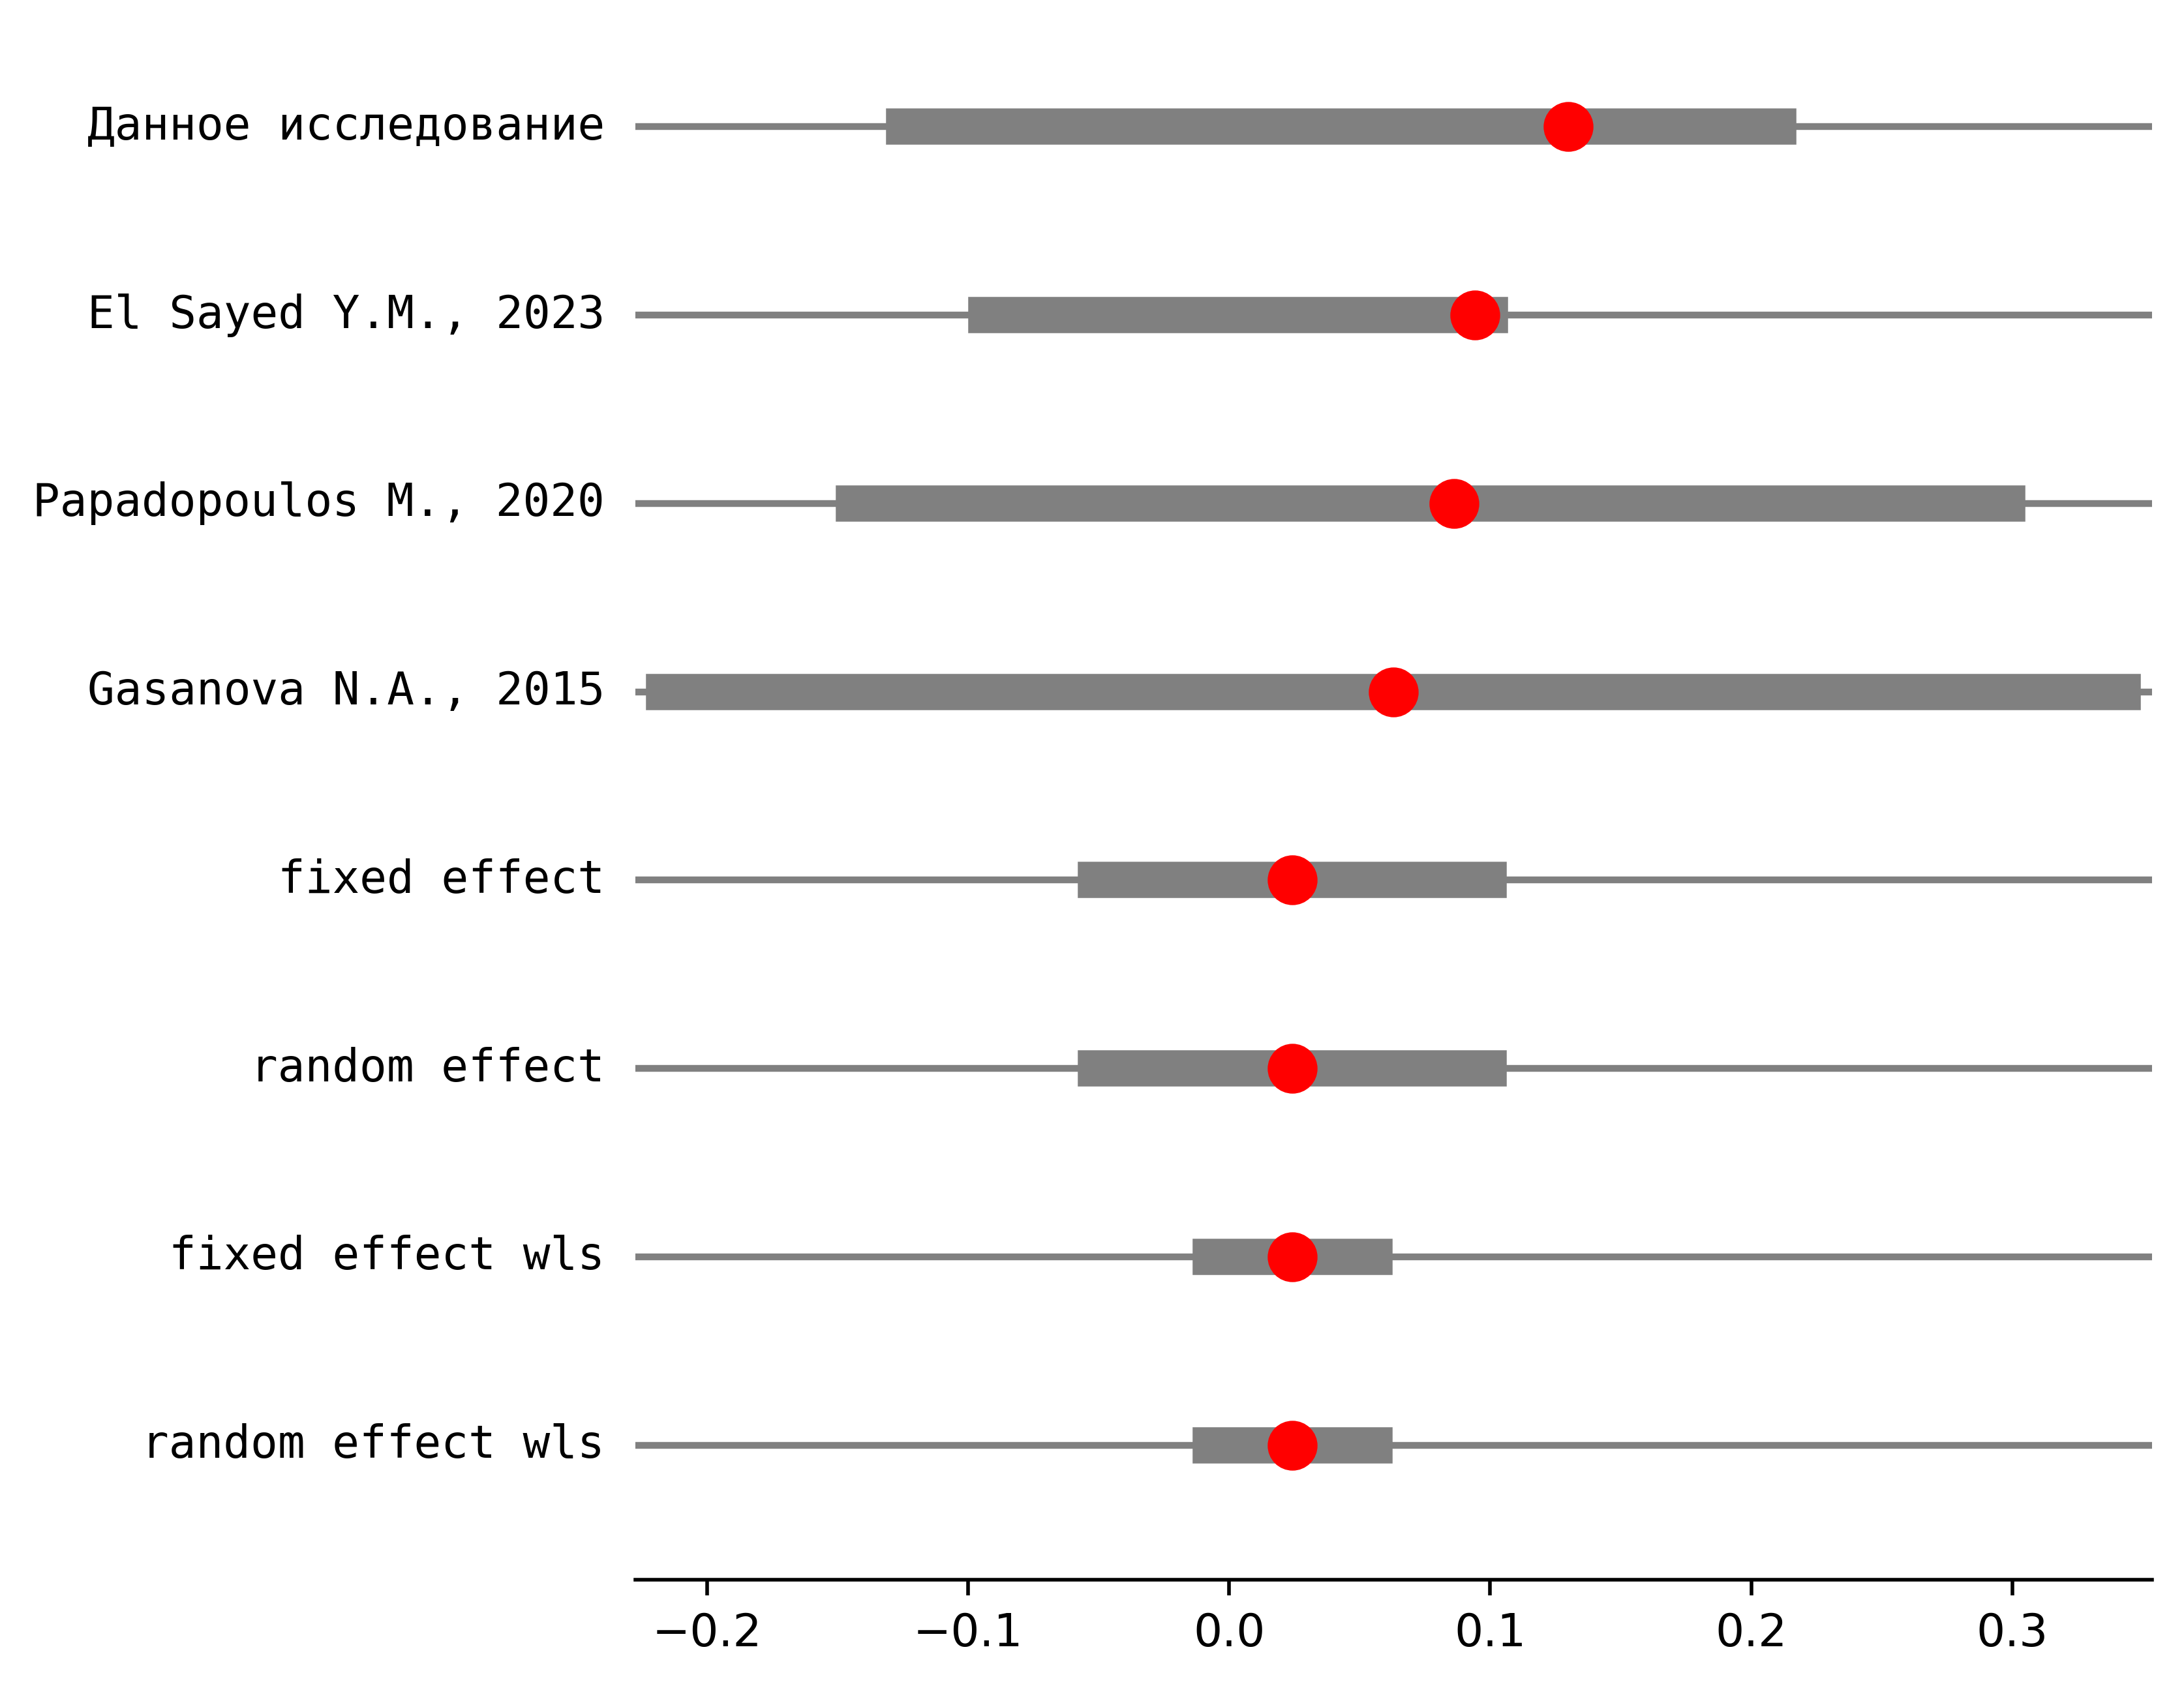 Данное исследование
El Sayed Y.M., 2023
Papadopoulos M., 2020
Gasanova N.A., 2015
fixed effect
random effect
fixed effect wls
random effect wls
−0.2 −0.1 0.0 0.1 0.2 0.3